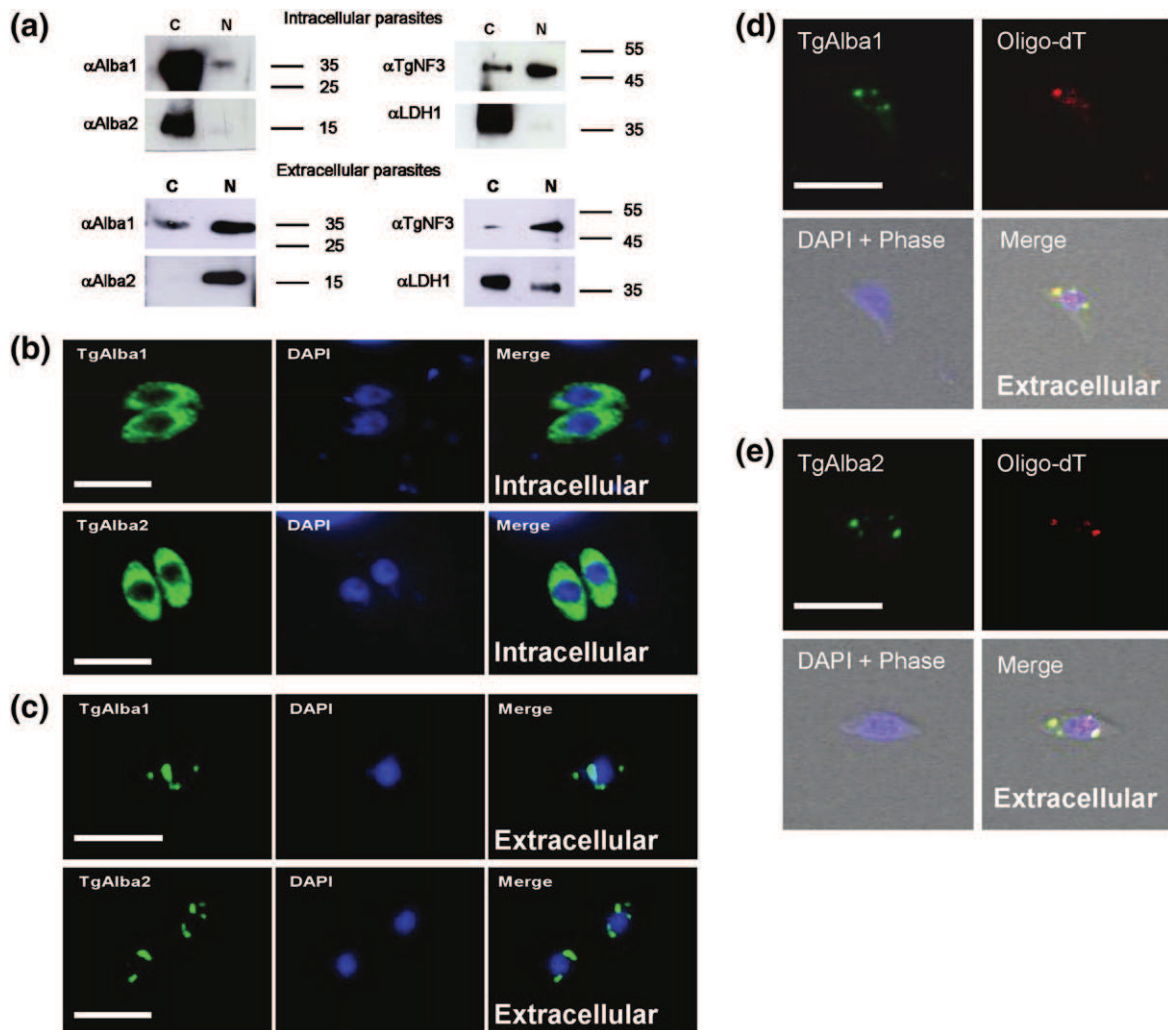 (a)
Intracellular parasites
C N
αAlba1
35
25
αAlba2
15
C N
αTgNF3
55
45
αLDH1
35
Extracellular parasites
C N
αAlba1
35
25
αAlba2
15
C N
αTgNF3
55
45
αLDH1
35
(b)
TgAlba1 DAPI Merge
Intracellular
TgAlba2 DAPI Merge
Intracellular
(c)
TgAlba1 DAPI Merge
Extracellular
TgAlba2 DAPI Merge
Extracellular
(d)
TgAlba1 Oligo-dT
DAPI + Phase Merge
Extracellular
(e)
TgAlba2 Oligo-dT
DAPI + Phase Merge
Extracellular